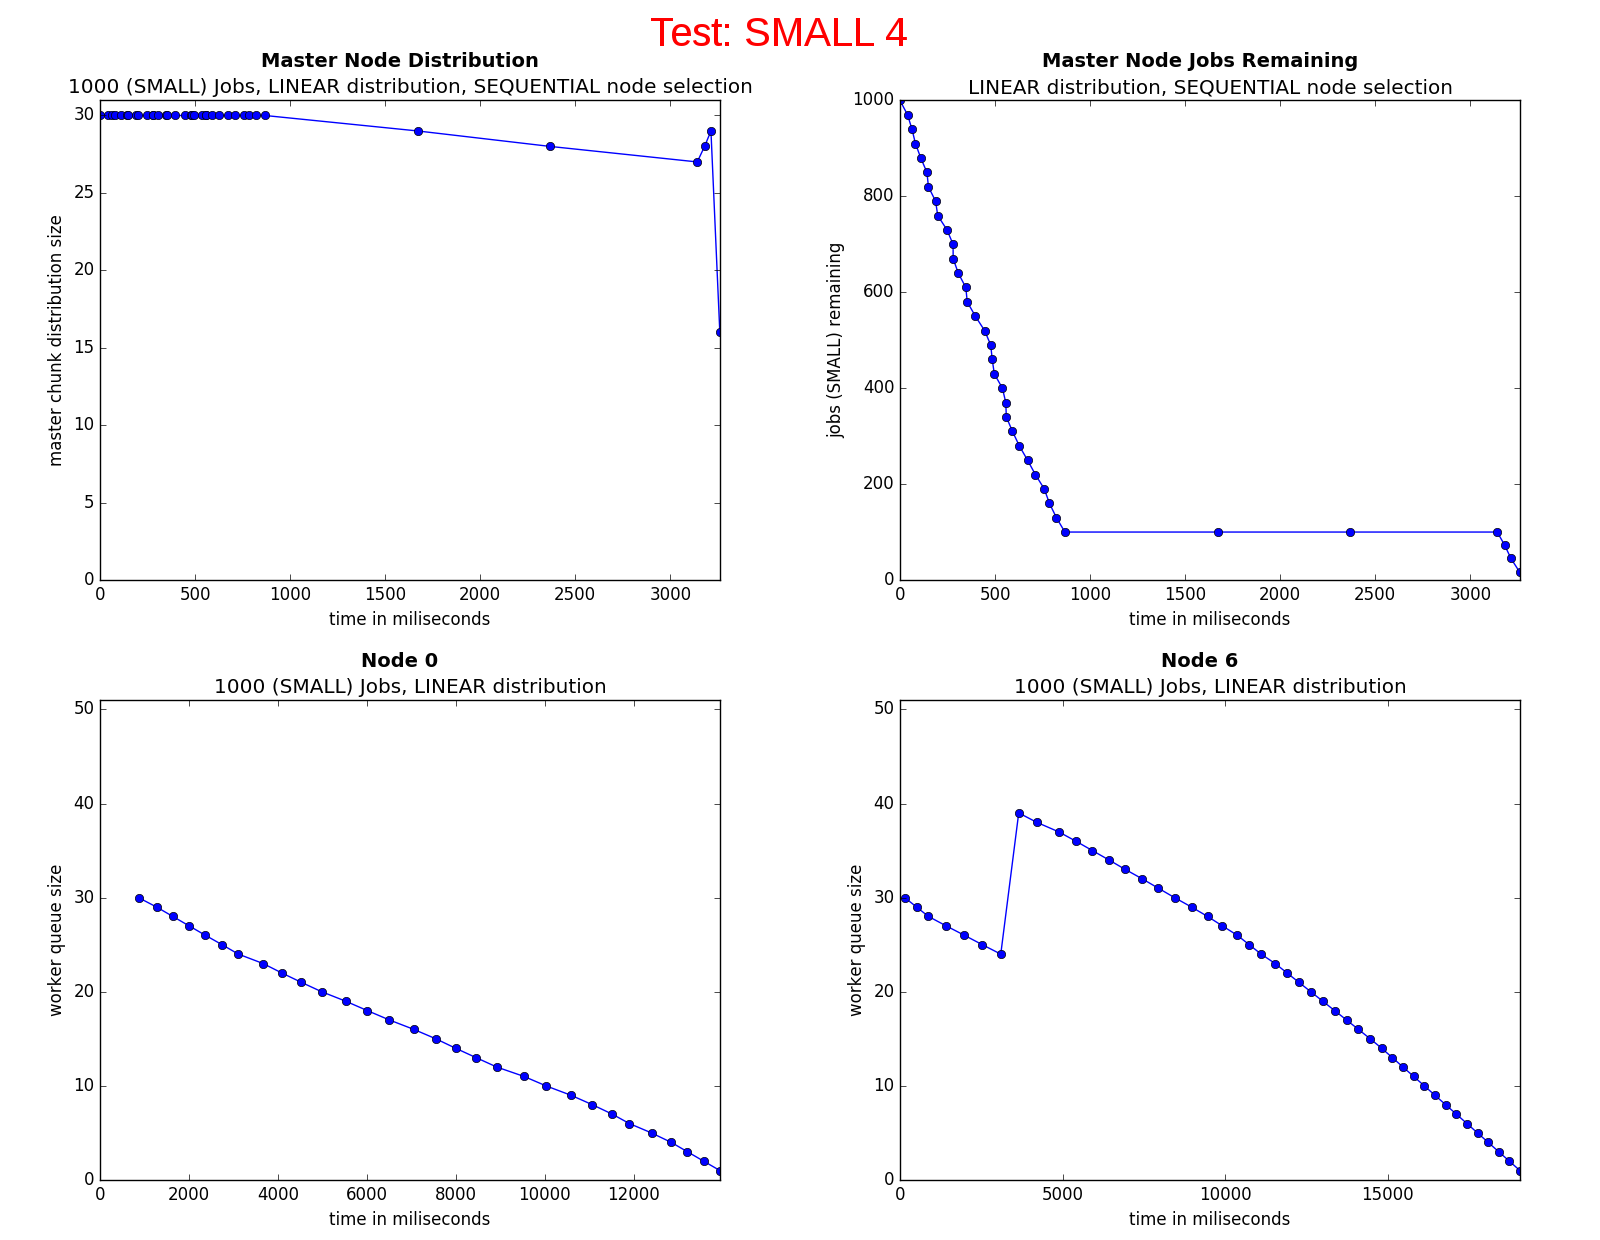 Test: SMALL 4
Master Node Distribution
1000 (SMALL) Jobs, LINEAR distribution, SEQUENTIAL node selection
30
25
20
15
10
5
0
master chunk distribution size
0 500 1000 1500 2000 2500 3000
time in miliseconds
Master Node Jobs Remaining
LINEAR distribution, SEQUENTIAL node selection
1000
800
600
400
200
0
jobs (SMALL) remaining
0 500 1000 1500 2000 2500 3000
time in miliseconds
Node 0
1000 (SMALL) Jobs, LINEAR distribution
50
40
30
20
10
0
worker queue size
0 2000 4000 6000 8000 10000 12000
time in miliseconds
Node 6
1000 (SMALL) Jobs, LINEAR distribution
50
40
30
20
10
0
worker queue size
0 5000 10000 15000
time in miliseconds